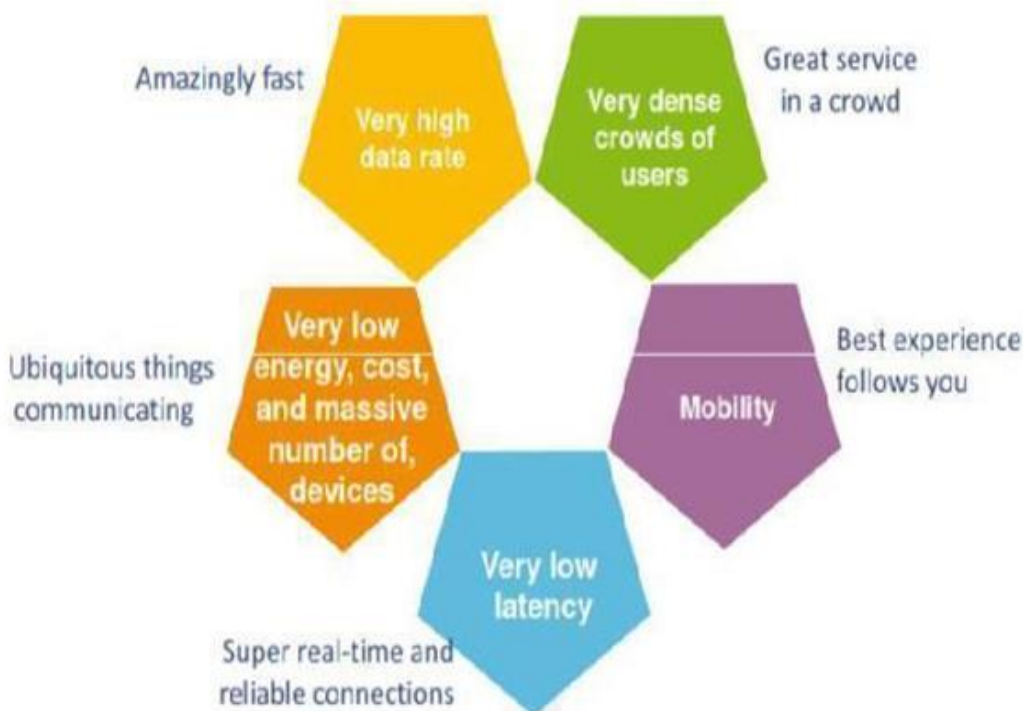 Amazingly fast
Very high
data rate
Very dense
crowds of
users
Great service
in a crowd
Ubiquitous things
communicating
Very low
energy, cost,
and massive
number of,
devices
Mobility
Best experience
follows you
Very low
latency
Super real-time and
reliable connections